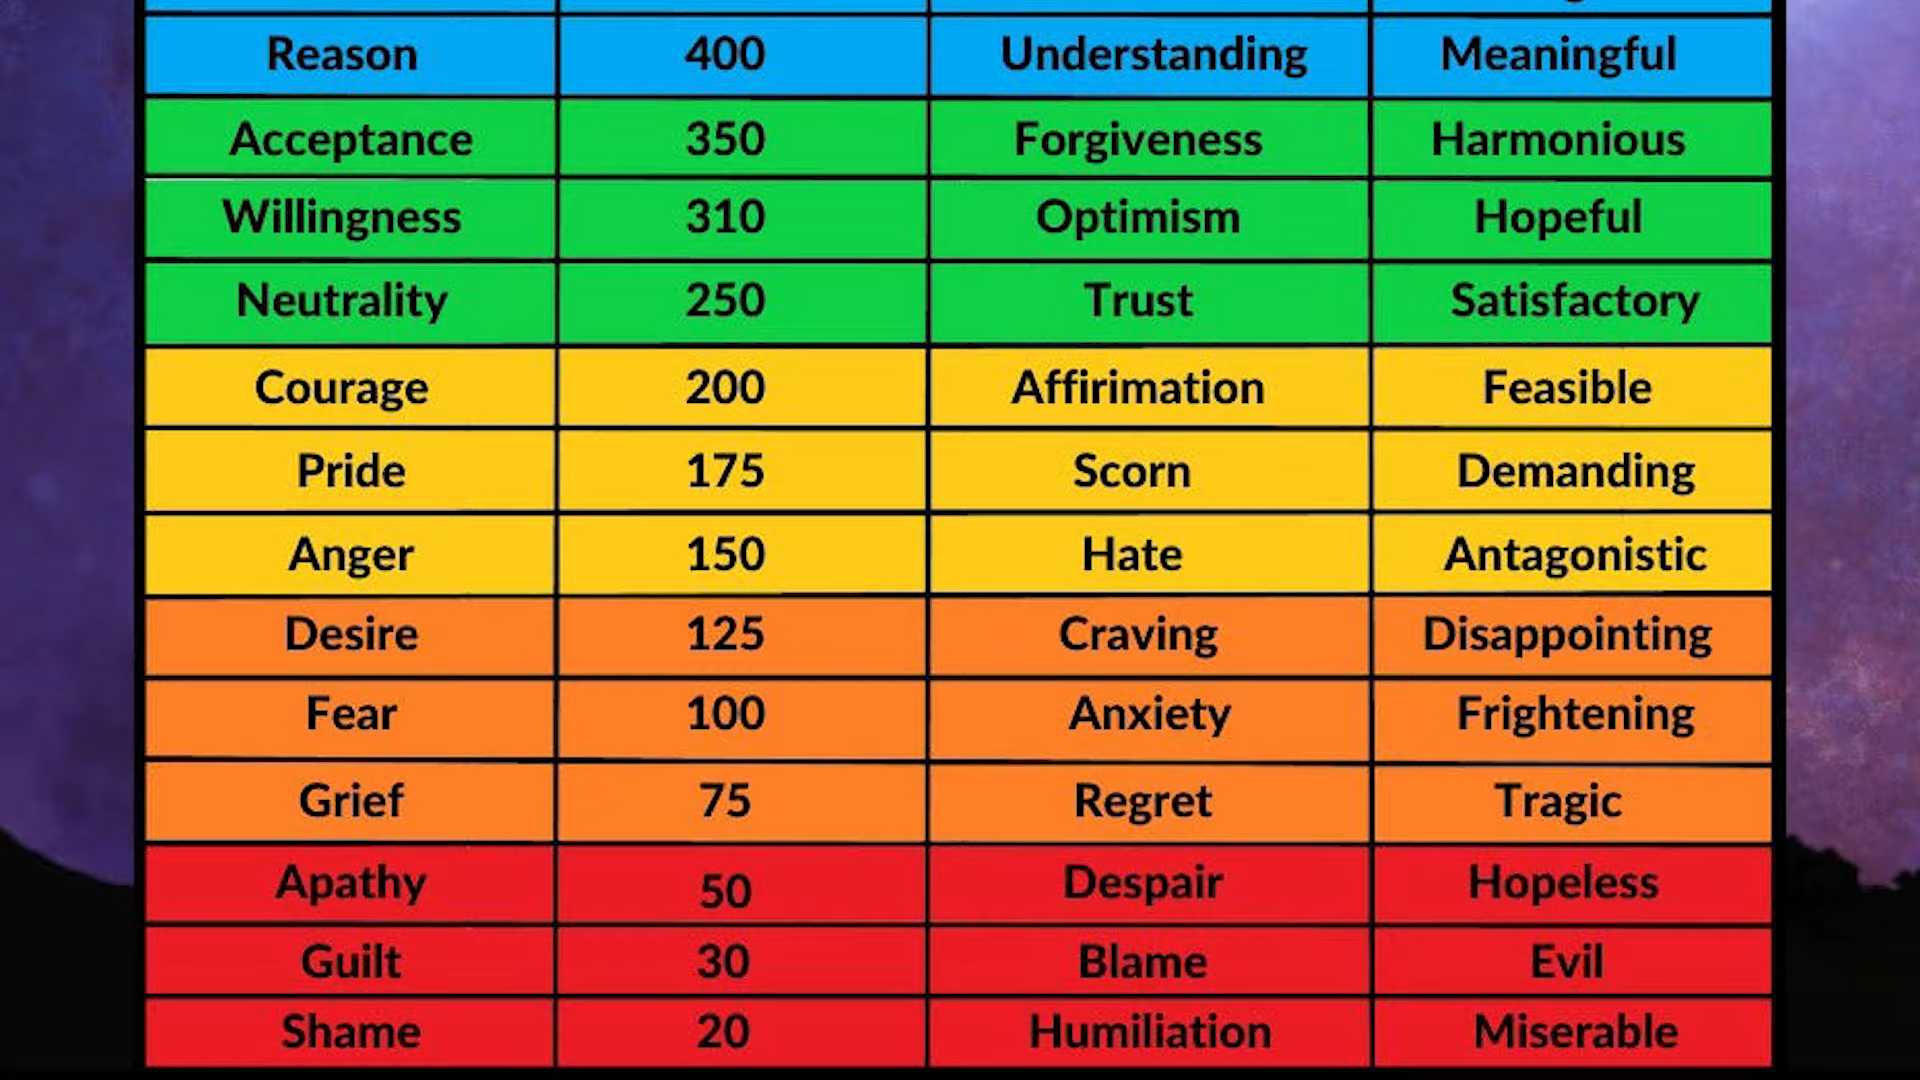 Reason 400 Understanding Meaningful
Acceptance 350 Forgiveness Harmonious
Willingness 310 Optimism Hopeful
Neutrality 250 Trust Satisfactory
Courage 200 Affirimation Feasible
Pride 175 Scorn Demanding
Anger 150 Hate Antagonistic
Desire 125 Craving Disappointing
Fear 100 Anxiety Frightening
Grief 75 Regret Tragic
Apathy 50 Despair Hopeless
Guilt 30 Blame Evil
Shame 20 Humiliation Miserable